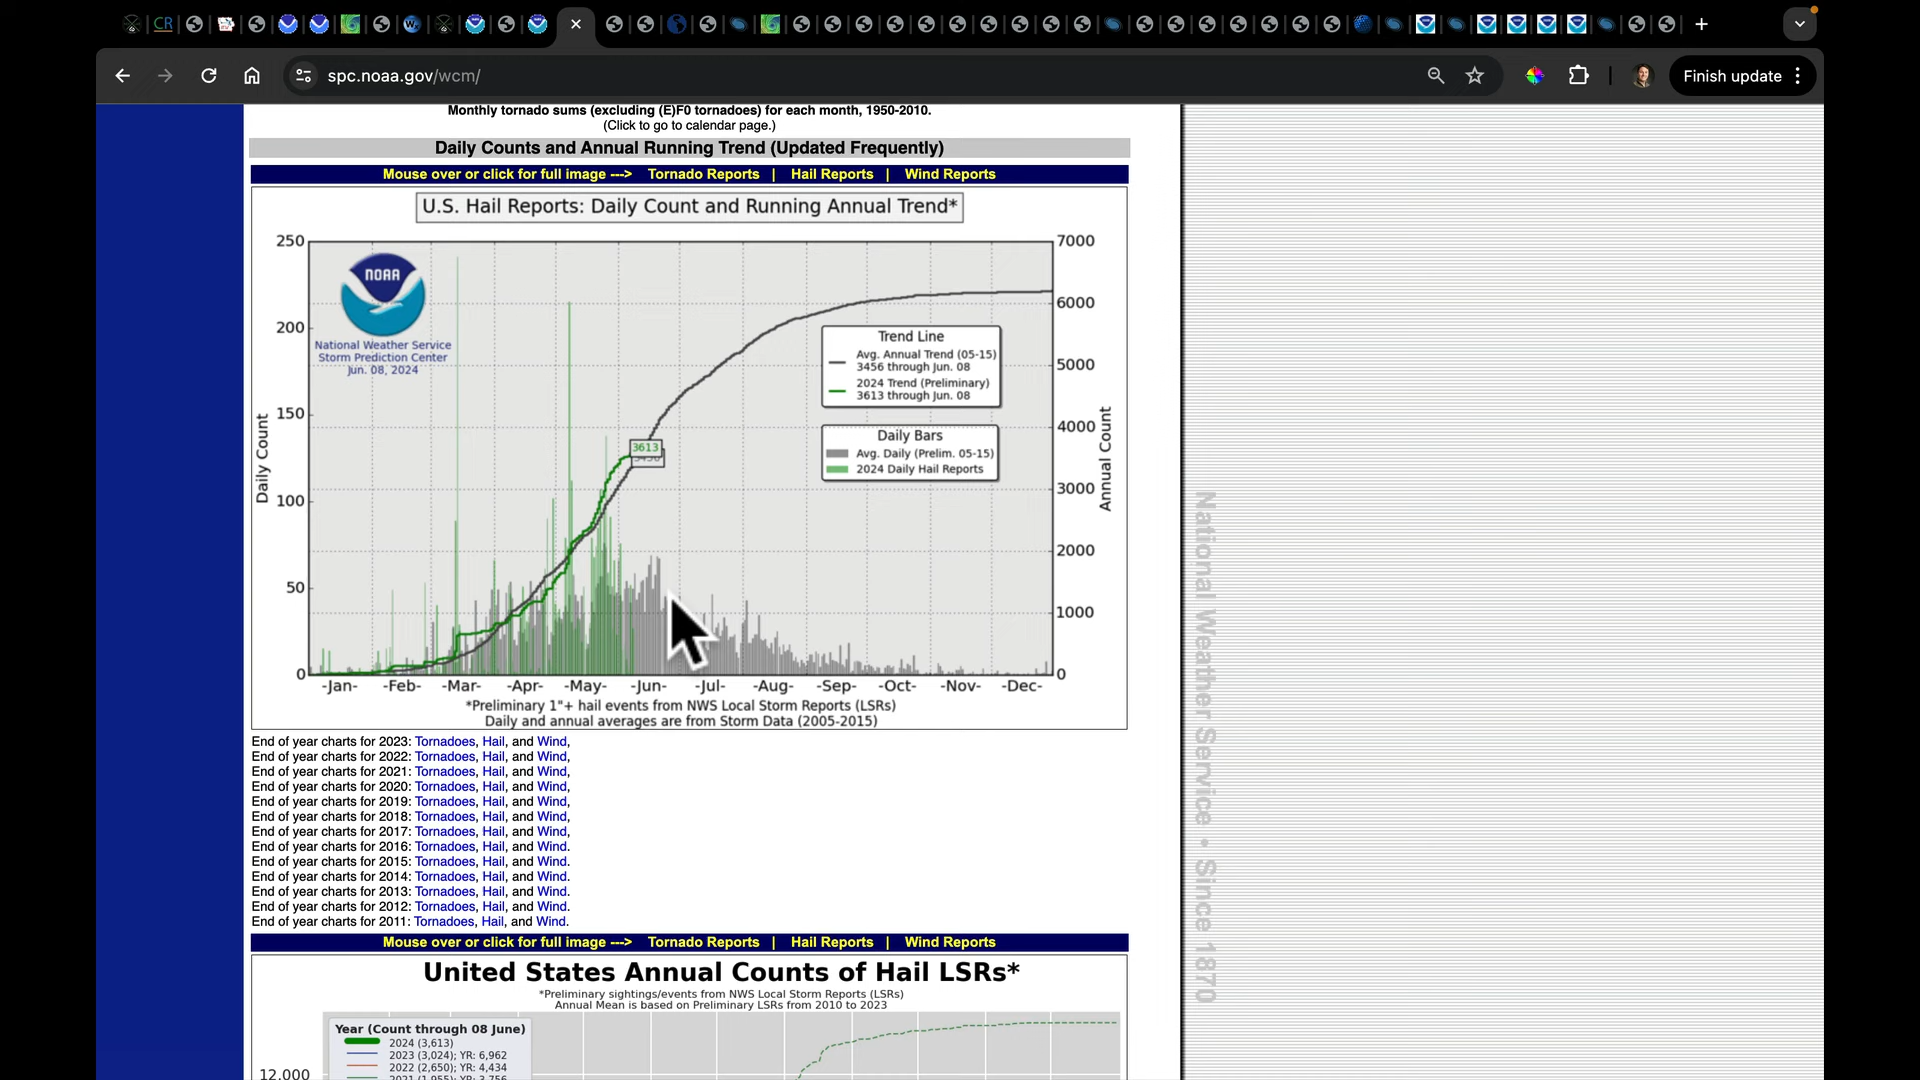 spc.noaa.gov/wcm/
Finish update
Monthly tornado sums (excluding (E)F0 tornadoes) for each month, 1950-2010.
(Click to go to calendar page.)
Daily Counts and Annual Running Trend (Updated Frequently)
Mouse over or click for full image ---> Tornado Reports | Hail Reports | Wind Reports
U.S. Hail Reports: Daily Count and Running Annual Trend*
250
200
150
100
50
0
Daily Count
7000
6000
5000
4000
3000
2000
1000
0
Annual Count
NOAA
National Weather Service
Storm Prediction Center
Jun. 08, 2024
Trend Line
Avg. Annual Trend (05-15)
3456 through Jun. 08
2024 Trend (Preliminary)
3613 through Jun. 08
Daily Bars
Avg. Daily (Prelim. 05-15)
2024 Daily Hail Reports
3613
-Jan- -Feb- -Mar- -Apr- -May- -Jun- -Jul- -Aug- -Sep- -Oct- -Nov- -Dec-
*Preliminary 1"+ hail events from NWS Local Storm Reports (LSRs)
Daily and annual averages are from Storm Data (2005-2015)
End of year charts for 2023: Tornadoes, Hail, and Wind,
End of year charts for 2022: Tornadoes, Hail, and Wind,
End of year charts for 2021: Tornadoes, Hail, and Wind,
End of year charts for 2020: Tornadoes, Hail, and Wind,
End of year charts for 2019: Tornadoes, Hail, and Wind,
End of year charts for 2018: Tornadoes, Hail, and Wind,
End of year charts for 2017: Tornadoes, Hail, and Wind,
End of year charts for 2016: Tornadoes, Hail, and Wind.
End of year charts for 2015: Tornadoes, Hail, and Wind.
End of year charts for 2014: Tornadoes, Hail, and Wind.
End of year charts for 2013: Tornadoes, Hail, and Wind.
End of year charts for 2012: Tornadoes, Hail, and Wind.
End of year charts for 2011: Tornadoes, Hail, and Wind.
Mouse over or click for full image ---> Tornado Reports | Hail Reports | Wind Reports
United States Annual Counts of Hail LSRs*
*Preliminary sightings/events from NWS Local Storm Reports (LSRs)
Annual Mean is based on Preliminary LSRs from 2010 to 2023
Year (Count through 08 June)
2024 (3,613)
2023 (3,024); YR: 6,962
2022 (2,650); YR: 4,434
2021 (1,955); YR: 3,756
12,000
National Weather Service • Since 1870